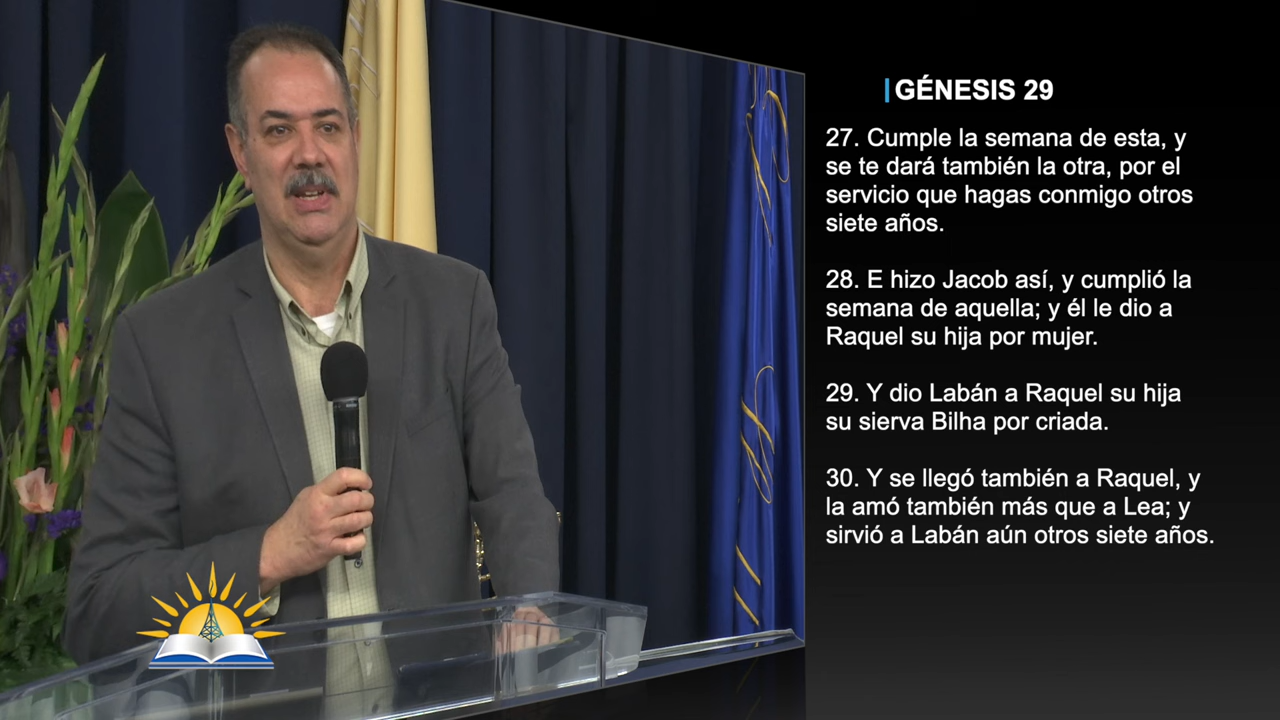 GÉNESIS 29
27. Cumple la semana de esta, y
se te dará también la otra, por el
servicio que hagas conmigo otros
siete años.
28. E hizo Jacob así, y cumplió la
semana de aquella; y él le dio a
Raquel su hija por mujer.
29. Y dio Labán a Raquel su hija
su sierva Bilha por criada.
30. Y se llegó también a Raquel, y
la amó también más que a Lea; y
sirvió a Labán aún otros siete años.